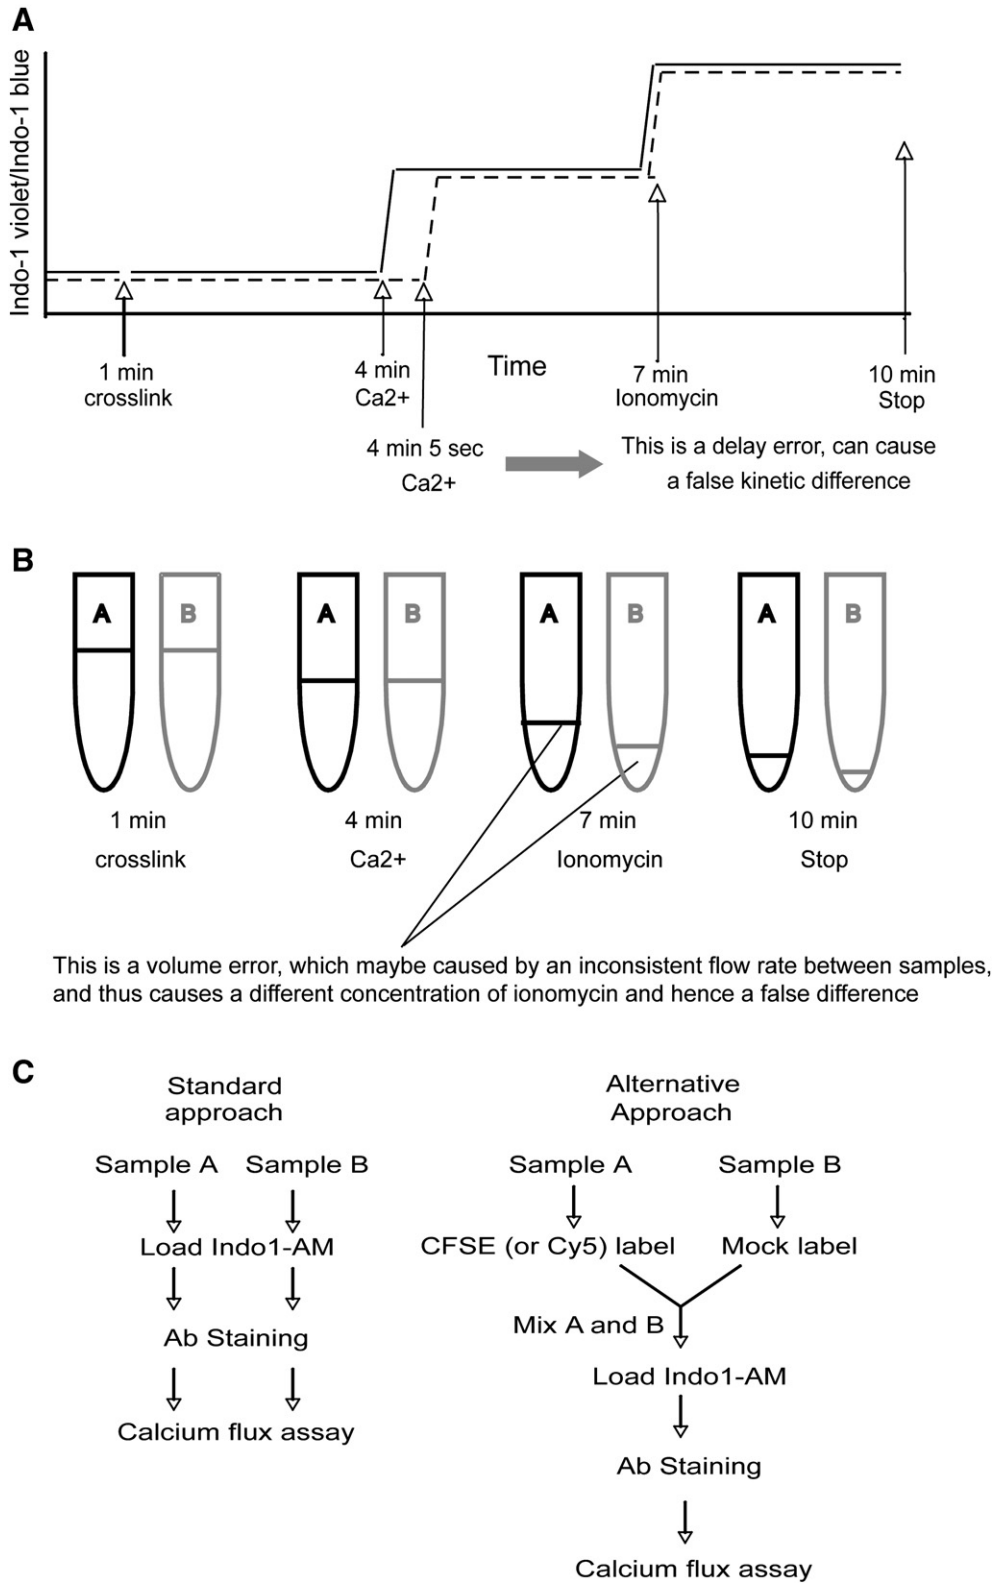 A
Indo-1 violet/Indo-1 blue
1 min
crosslink
4 min
Ca2+
Time
7 min
Ionomycin
10 min
Stop
4 min 5 sec
Ca2+
This is a delay error, can cause
a false kinetic difference
B
A B A B A B A B
1 min 4 min 7 min 10 min
crosslink Ca2+ Ionomycin Stop
This is a volume error, which maybe caused by an inconsistent flow rate between samples,
and thus causes a different concentration of ionomycin and hence a false difference
C
Standard
approach
Sample A Sample B
Load Indo1-AM
Ab Staining
Calcium flux assay
Alternative
Approach
Sample A Sample B
CFSE (or Cy5) label Mock label
Mix A and B
Load Indo1-AM
Ab Staining
Calcium flux assay